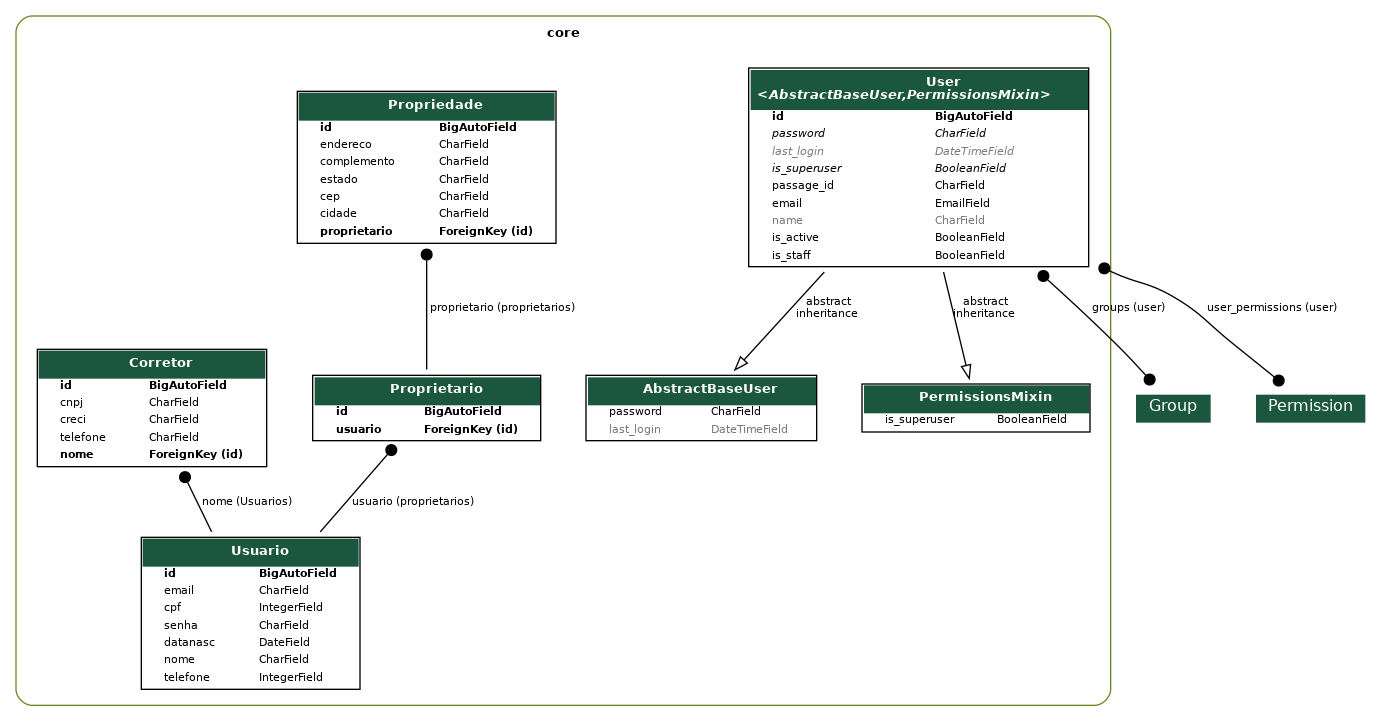 core
Propriedade
id BigAutoField
endereco CharField
complemento CharField
estado CharField
cep CharField
cidade CharField
proprietario ForeignKey (id)
User
<AbstractBaseUser,PermissionsMixin>
id BigAutoField
password CharField
last_login DateTimeField
is_superuser BooleanField
passage_id CharField
email EmailField
name CharField
is_active BooleanField
is_staff BooleanField
proprietario (proprietarios)
abstract
inheritance
abstract
inheritance
groups (user)
user_permissions (user)
Corretor
id BigAutoField
cnpj CharField
creci CharField
telefone CharField
nome ForeignKey (id)
Proprietario
id BigAutoField
usuario ForeignKey (id)
AbstractBaseUser
password CharField
last_login DateTimeField
PermissionsMixin
is_superuser BooleanField
Group
Permission
nome (Usuarios)
usuario (proprietarios)
Usuario
id BigAutoField
email CharField
cpf IntegerField
senha CharField
datanasc DateField
nome CharField
telefone IntegerField